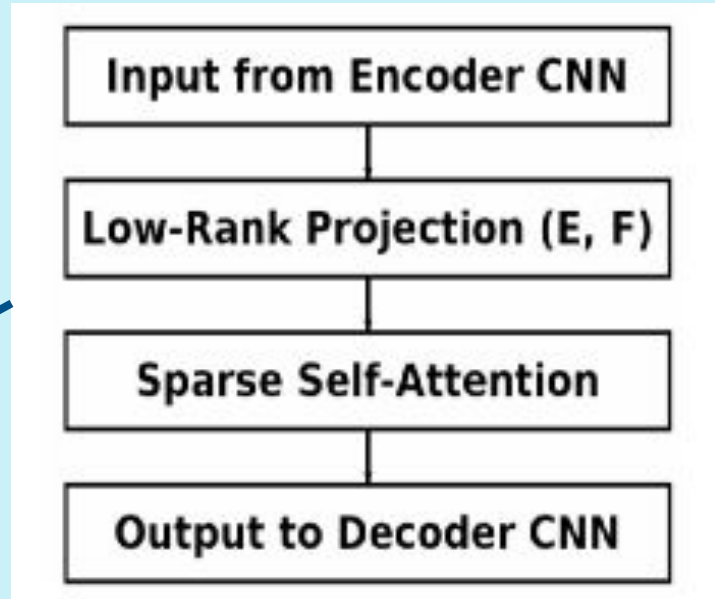 Input from Encoder CNN
Low-Rank Projection (E, F)
Sparse Self-Attention
Output to Decoder CNN